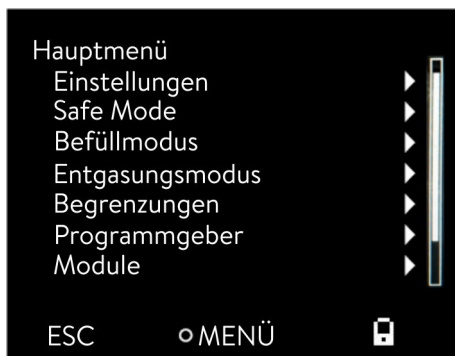 Hauptmenü
Einstellungen
Safe Mode
Befüllmodus
Entgasungsmodus
Begrenzungen
Programmgeber
Module
ESC MENÜ